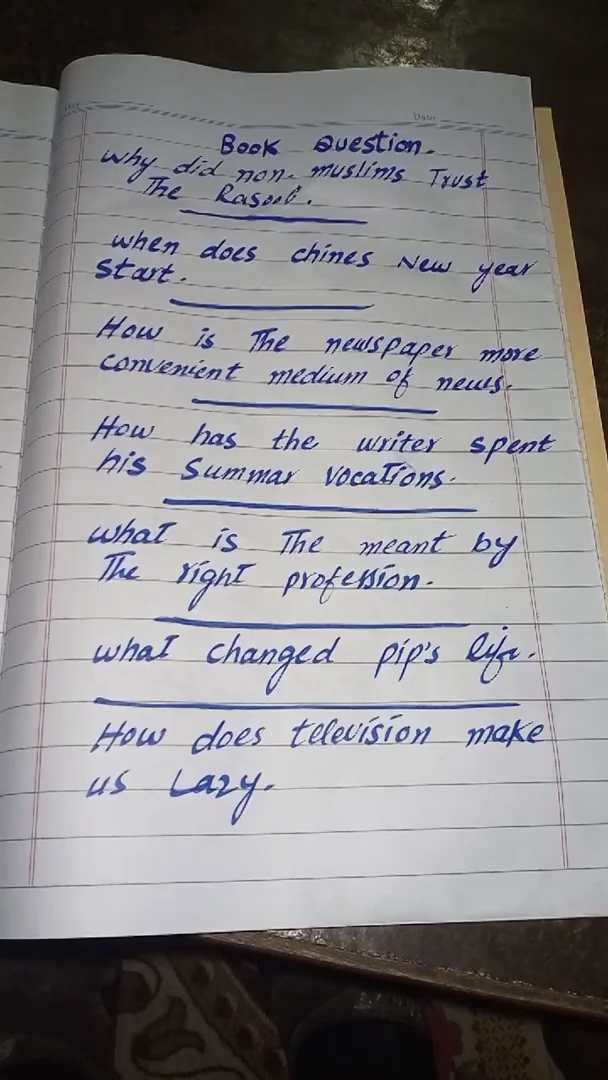 Day
Date
Book Question.
why did non-muslims Trust
The Rasool.
when does chines New year
start.
How is The newspaper more
convenient medium of news.
How has the writer spent
his Summar vocations.
what is The meant by
The right profession.
what changed pip's life.
How does television make
us Lazy.